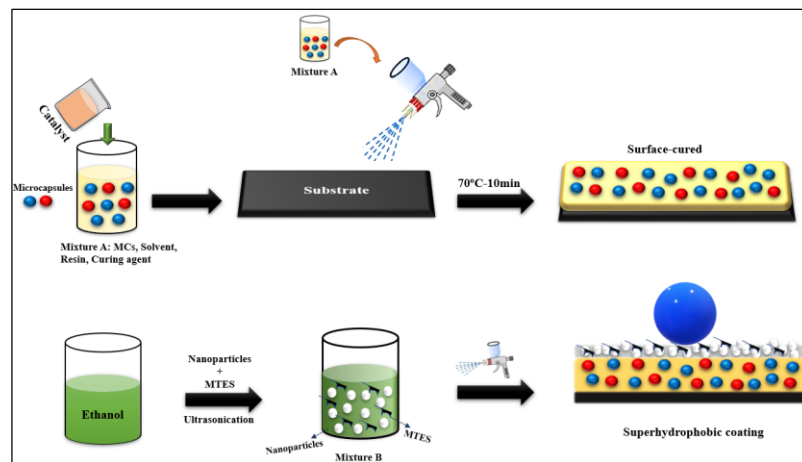 Mixture A
Catalyst
Microcapsules
Mixture A: MCs, Solvent,
Resin, Curing agent
Substrate
70°C-10min
Surface-cured
Ethanol
Nanoparticles
+
MTES
Ultrasonication
Nanoparticles
MTES
Mixture B
Superhydrophobic coating